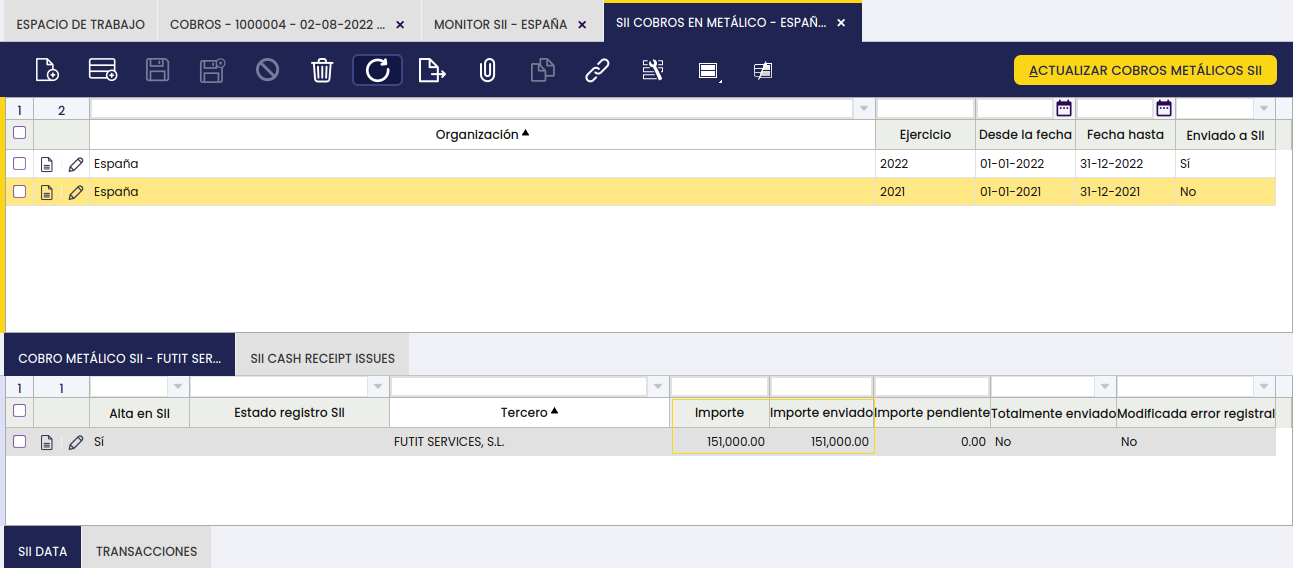 ESPACIO DE TRABAJO
COBROS - 1000004 - 02-08-2022 ...
MONITOR SII - ESPAÑA
SII COBROS EN METÁLICO - ESPAÑ...
ACTUALIZAR COBROS METÁLICOS SII
1 2
Organización Ejercicio Desde la fecha Fecha hasta Enviado a SII
España 2022 01-01-2022 31-12-2022 Sí
España 2021 01-01-2021 31-12-2021 No
COBRO METÁLICO SII - FUTIT SER...
SII CASH RECEIPT ISSUES
1 1
Alta en SII Estado registro SII Tercero Importe Importe enviado Importe pendiente Totalmente enviado Modificada error registral
Sí FUTIT SERVICES, S.L. 151,000.00 151,000.00 0.00 No No
SII DATA
TRANSACCIONES